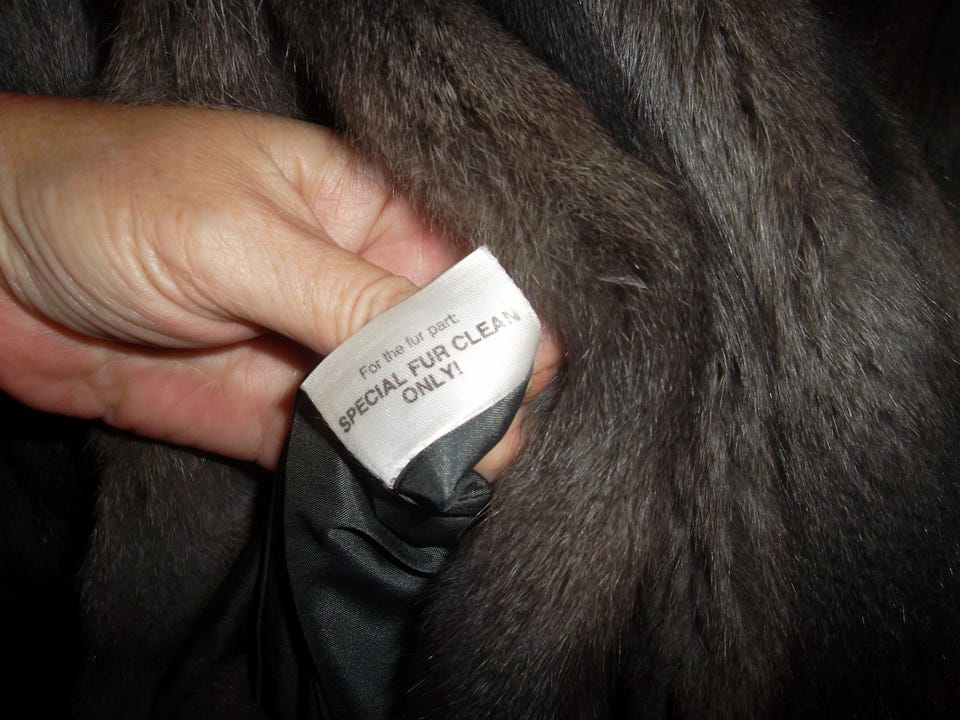 For the fur part:
SPECIAL FUR CLEAN
ONLY!